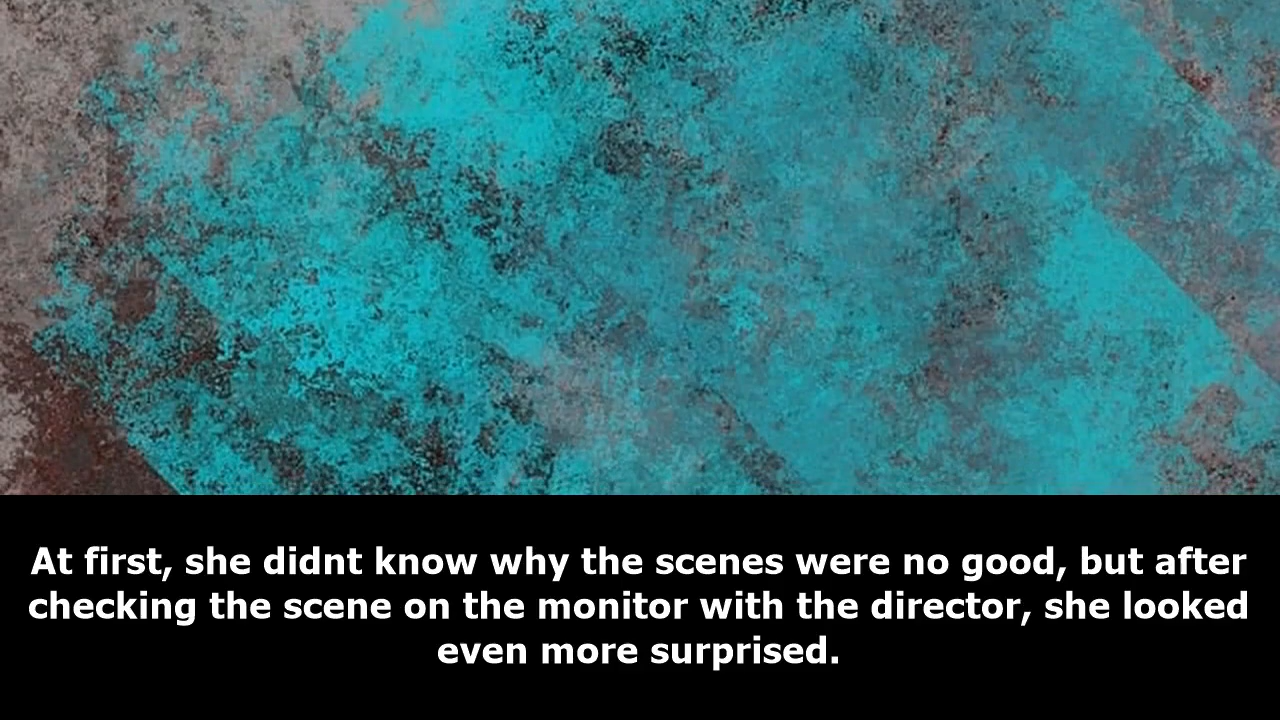 At first, she didnt know why the scenes were no good, but after
checking the scene on the monitor with the director, she looked
even more surprised.